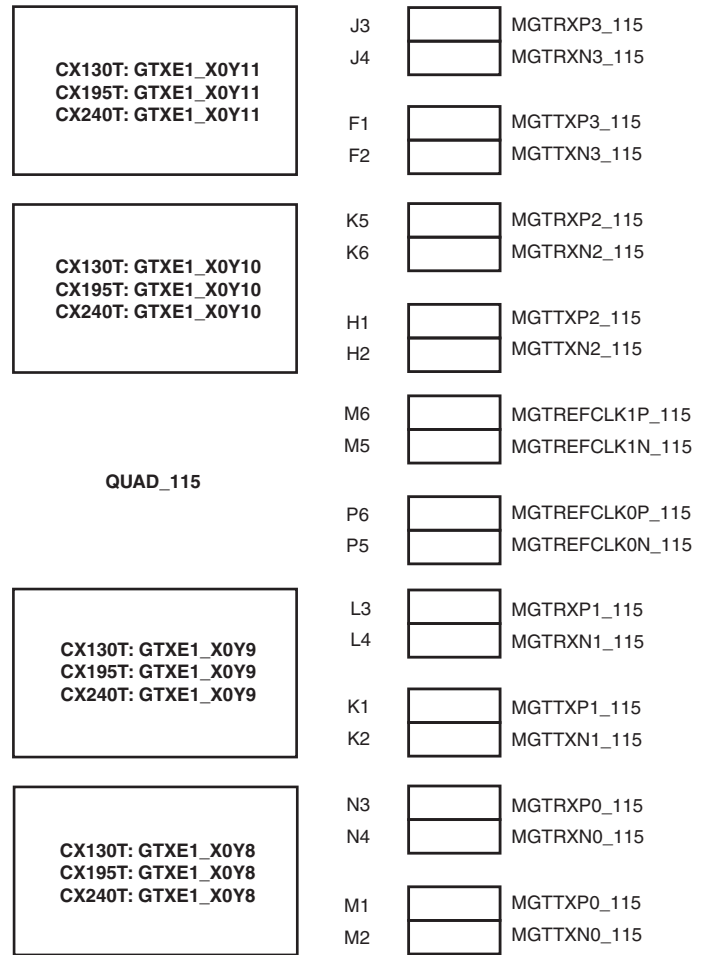 J3 MGTRXP3_115
J4 MGTRXN3_115
CX130T: GTXE1_X0Y11
CX195T: GTXE1_X0Y11
CX240T: GTXE1_X0Y11
F1 MGTTXP3_115
F2 MGTTXN3_115
K5 MGTRXP2_115
K6 MGTRXN2_115
CX130T: GTXE1_X0Y10
CX195T: GTXE1_X0Y10
CX240T: GTXE1_X0Y10
H1 MGTTXP2_115
H2 MGTTXN2_115
M6 MGTREFCLK1P_115
M5 MGTREFCLK1N_115
QUAD_115
P6 MGTREFCLK0P_115
P5 MGTREFCLK0N_115
L3 MGTRXP1_115
L4 MGTRXN1_115
CX130T: GTXE1_X0Y9
CX195T: GTXE1_X0Y9
CX240T: GTXE1_X0Y9
K1 MGTTXP1_115
K2 MGTTXN1_115
N3 MGTRXP0_115
N4 MGTRXN0_115
CX130T: GTXE1_X0Y8
CX195T: GTXE1_X0Y8
CX240T: GTXE1_X0Y8
M1 MGTTXP0_115
M2 MGTTXN0_115